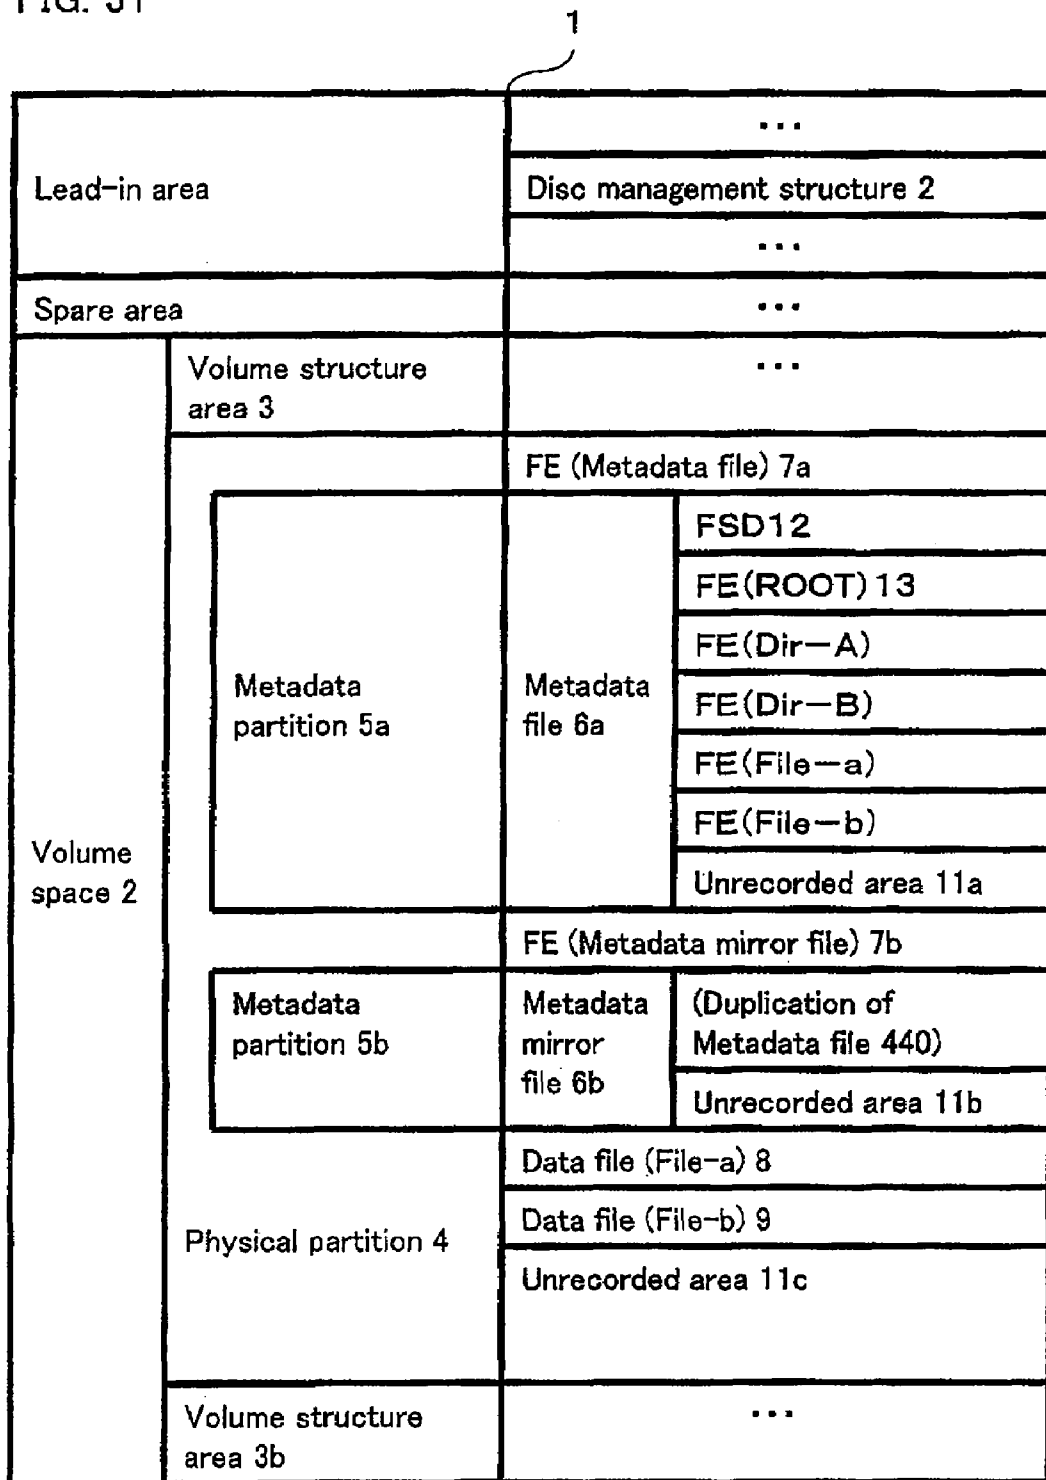 FIG. 31
1
...
Lead-in area
Disc management structure 2
...
Spare area
...
Volume structure
area 3
...
FE (Metadata file) 7a
FSD12
FE(ROOT)13
FE(Dir-A)
Metadata
partition 5a
Metadata
file 6a
FE(Dir-B)
FE(File-a)
FE(File-b)
Volume
space 2
Unrecorded area 11a
FE (Metadata mirror file) 7b
Metadata
partition 5b
Metadata
mirror
file 6b
(Duplication of
Metadata file 440)
Unrecorded area 11b
Data file (File-a) 8
Data file (File-b) 9
Physical partition 4
Unrecorded area 11c
Volume structure
area 3b
...